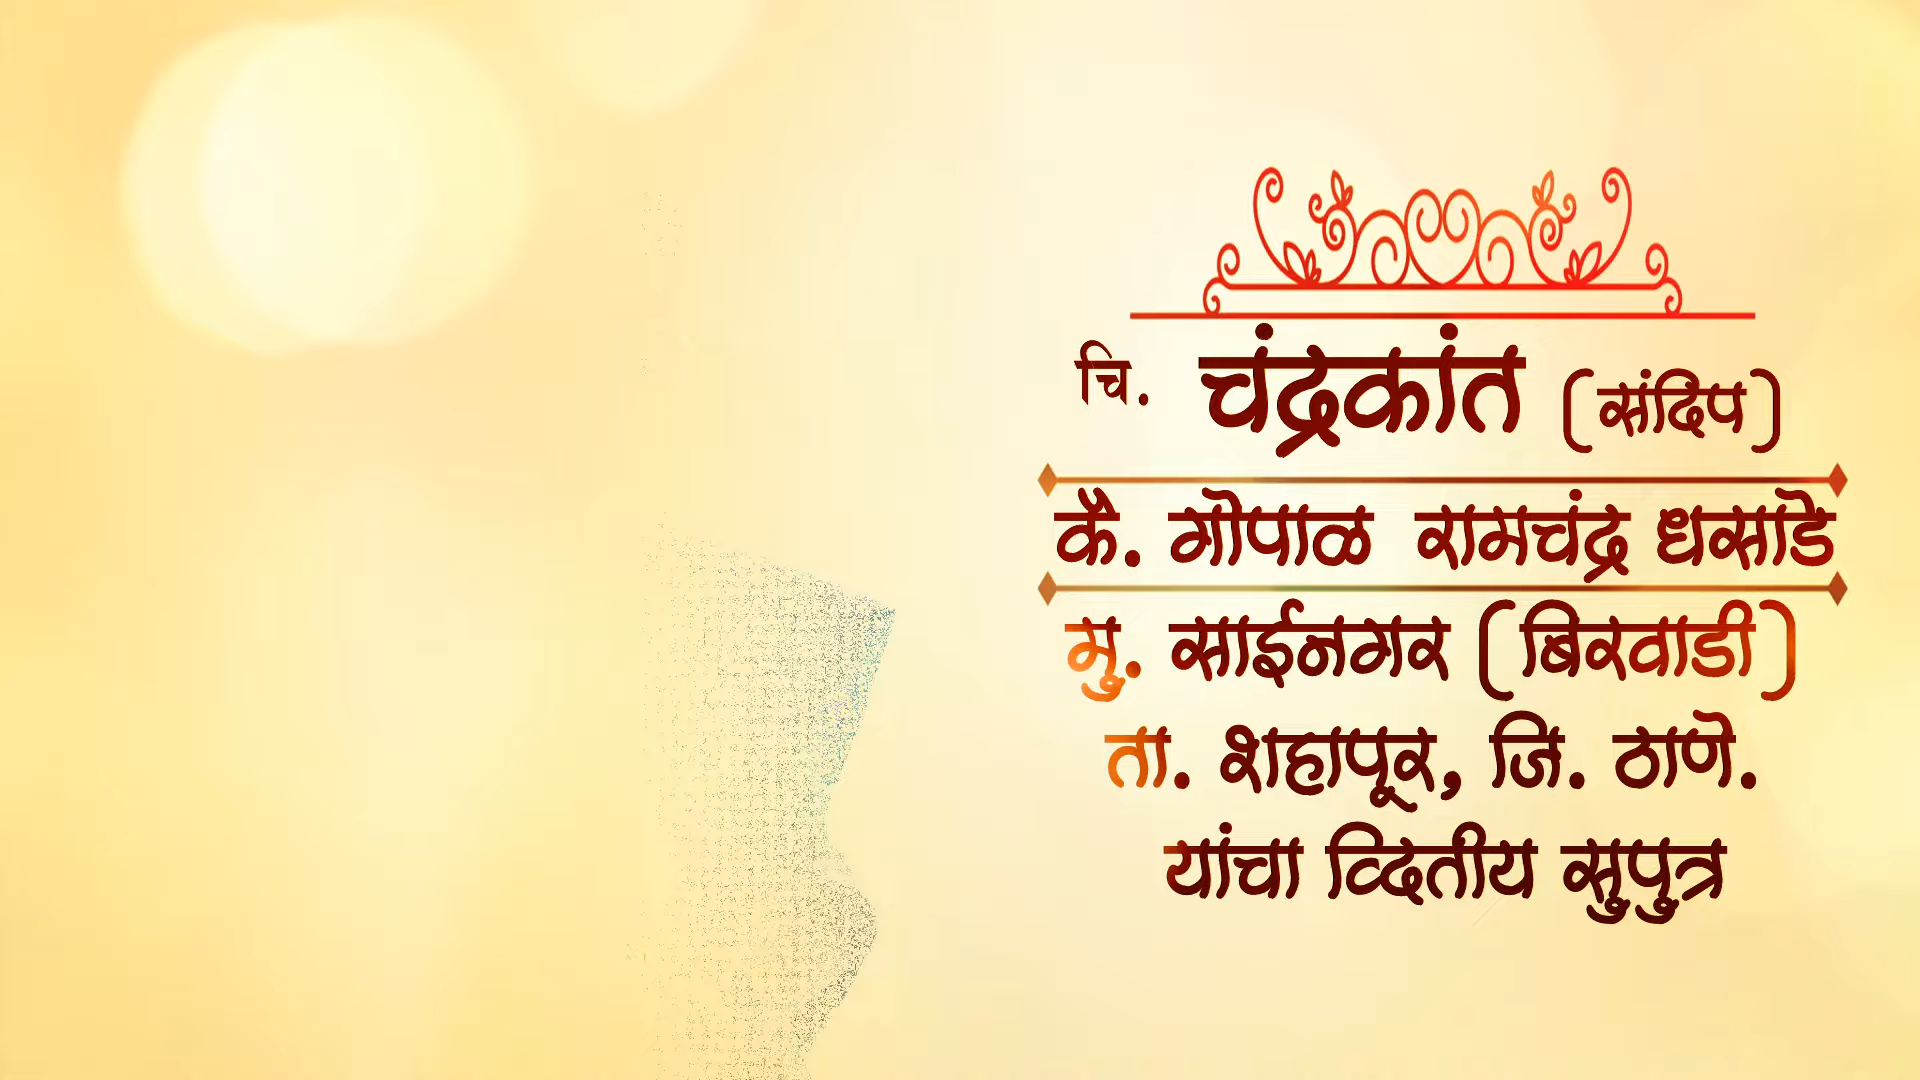 चि. चंद्रकांत (संदिप)
कै. गोपाळ रामचंद्र धसाडे
मु. साईनगर (बिरवाडी)
ता. शहापूर, जि. ठाणे.
यांचा व्दितीय सुपुत्र